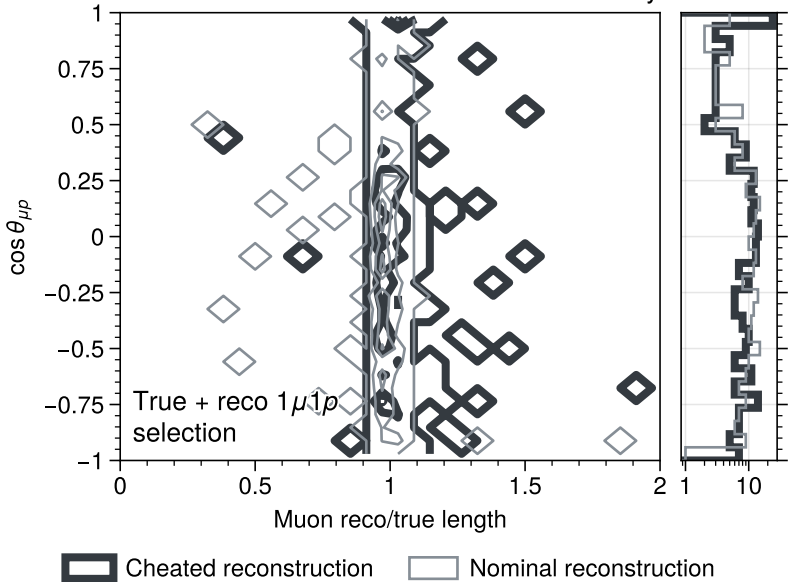 y
1
0.75
0.5
0.25
0
−0.25
−0.5
−0.75
−1
cos θμp
True + reco 1μ1p
selection
0
0.5
1
1.5
2
1
10
Muon reco/true length
Cheated reconstruction
Nominal reconstruction